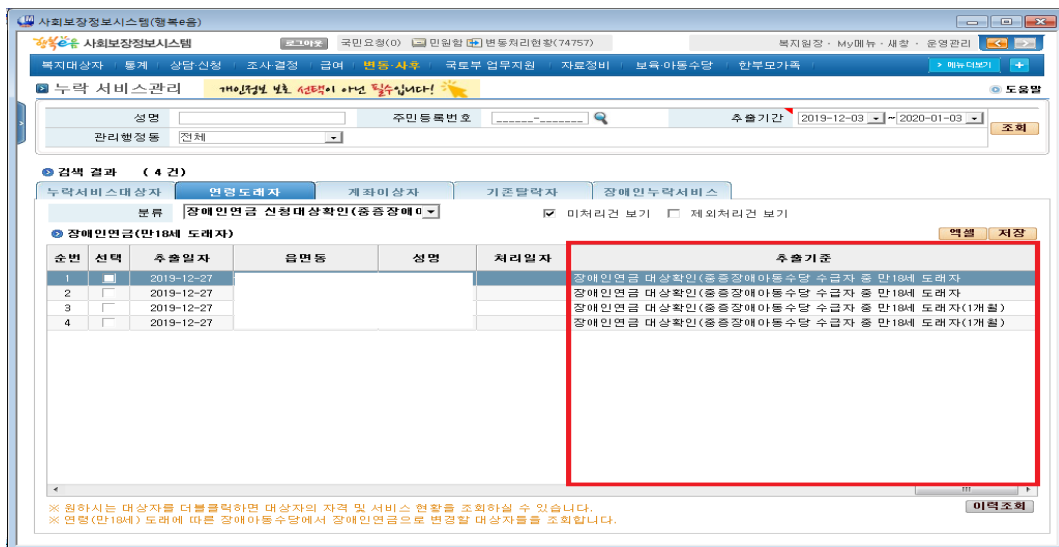 사회보장정보시스템(행복e음)
행복e음 사회보장정보시스템 로그아웃 국민요청(0) 민원함 변동처리현황(74757) 복지원장 · My메뉴 · 새창 · 운영관리
복지대상자 통계 상담·신청 조사·결정 급여 변동·사후 국토부 업무지원 자료정비 보육·아동수당 한부모가족 > 메뉴더보기 +
누락 서비스관리 개인정보 보호 선택이 아닌 필수입니다! 도움말
성명 주민등록번호 ______-_______ 추출기간 2019-12-03 ~ 2020-01-03 조회
관리행정동 전체
검색 결과 ( 4 건)
누락서비스대상자 연령도래자 계좌이상자 기존탈락자 장애인누락서비스
분류 장애인연금 신청대상확인(중증장애 미처리건 보기 제외처리건 보기
장애인연금(만18세 도래자) 엑셀 저장
순번 선택 추출일자 읍면동 성명 처리일자 추출기준
1 2019-12-27 장애인연금 대상확인(중증장애아동수당 수급자 중 만18세 도래자
2 2019-12-27 장애인연금 대상확인(중증장애아동수당 수급자 중 만18세 도래자
3 2019-12-27 장애인연금 대상확인(중증장애아동수당 수급자 중 만18세 도래자(1개월)
4 2019-12-27 장애인연금 대상확인(중증장애아동수당 수급자 중 만18세 도래자(1개월)
※ 원하시는 대상자를 더블클릭하면 대상자의 자격 및 서비스 현황을 조회하실 수 있습니다. 이력조회
※ 연령(만18세) 도래에 따른 장애아동수당에서 장애인연금으로 변경할 대상자들을 조회합니다.